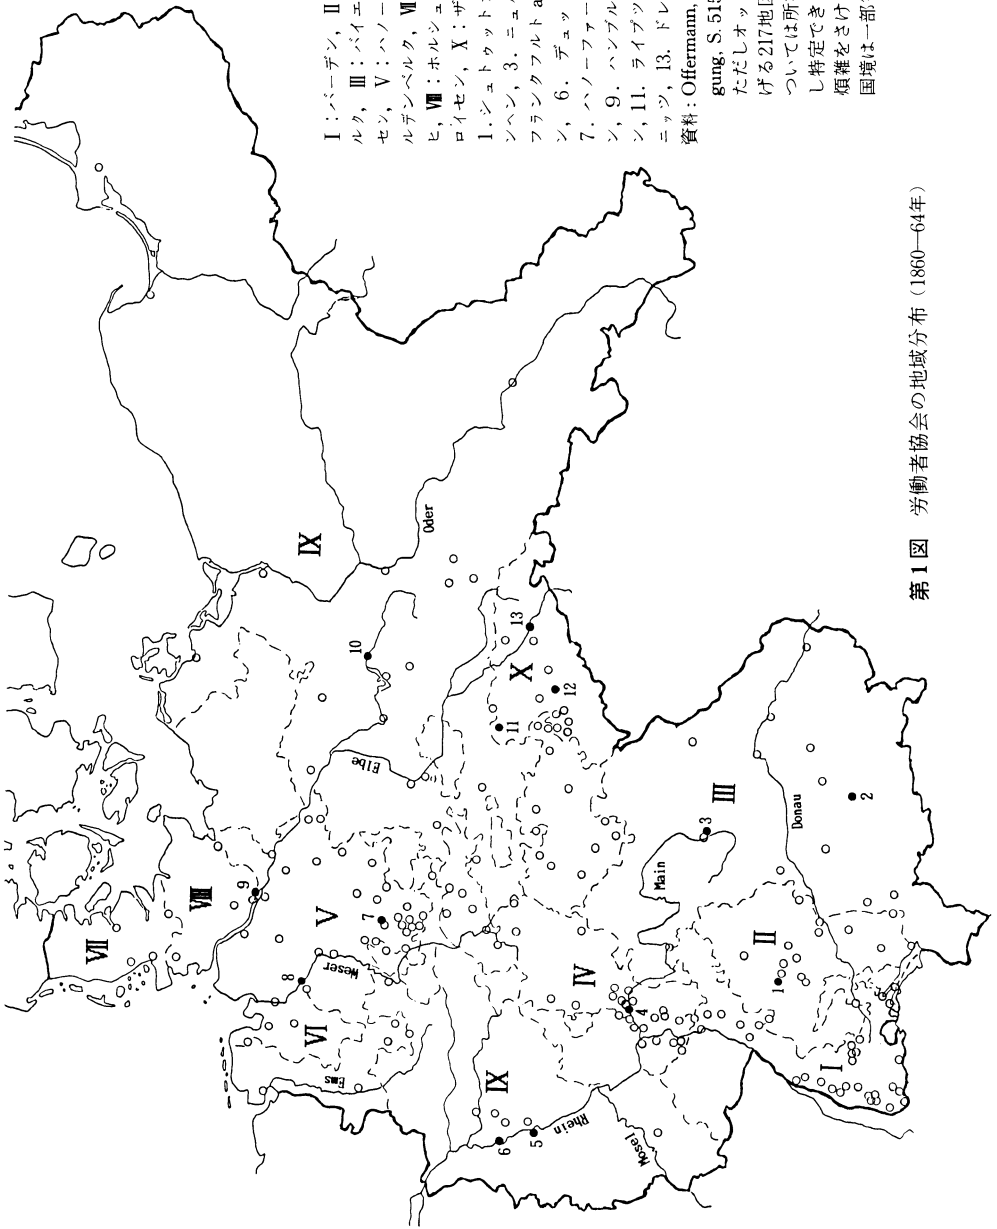 Ⅰ：バーデン，Ⅱ
ルク，Ⅲ：バイエ
セン，Ⅴ：ハノー
ルデンベルク，Ⅶ
ヒ，Ⅷ：ホルシュ
ロイセン，Ⅹ：ザ
1．シュトゥットガ
ンヘン，3．ニュル
フランクフルト a
ン，6．デュッ
7．ハノーファー
ン，9．ハンブル
ン，11．ライプツ
ニッツ，13．ドレ
資料：Offermann,
gung, S. 515
ただしオッ
げる217地区
ついては所
し特定でき
煩雑をさけ
国境は一部
第1図　労働者協会の地域分布（1860—64年）
Ⅶ
Ⅷ
9
8
Weser
Ⅴ
7
Ⅵ
Ems
Elbe
10
Ⅸ
Oder
Ⅸ
6
5
Rhein
Mosel
Ⅳ
4
Main
3
Ⅲ
11
Ⅹ
12
13
Ⅱ
1
Ⅰ
Donau
2